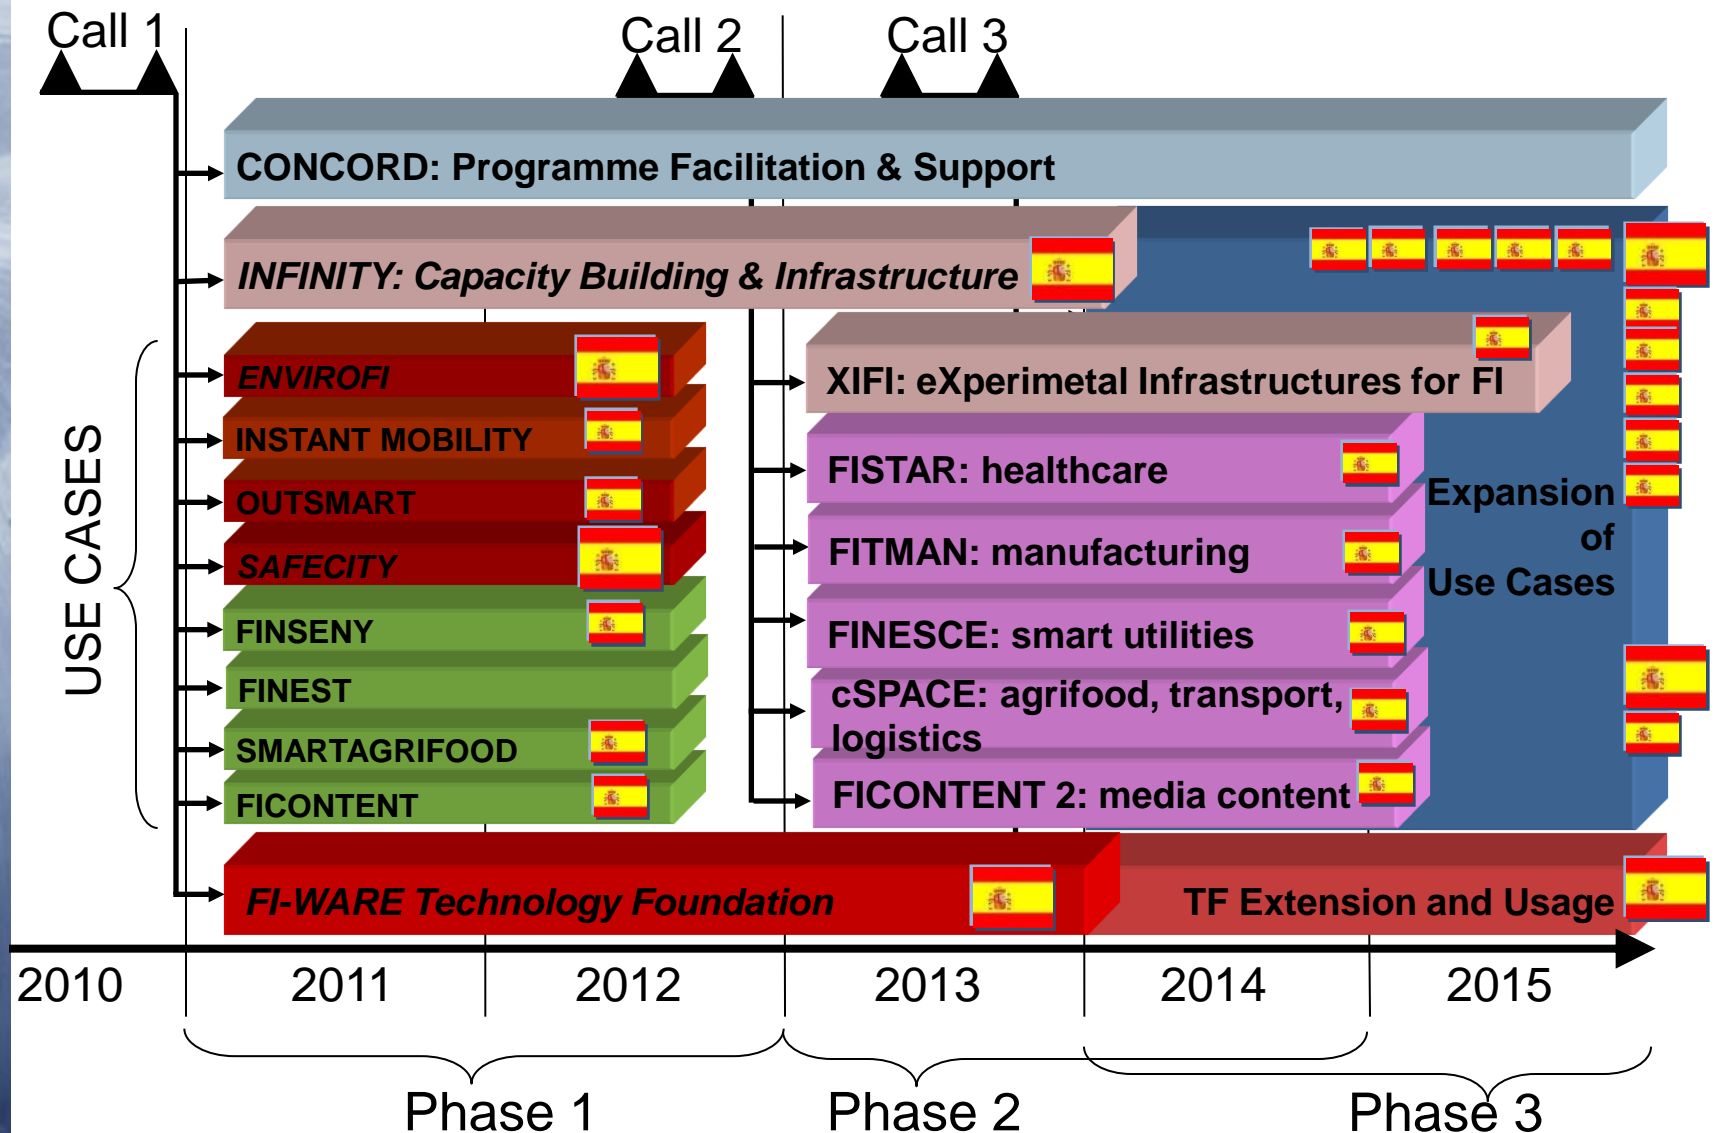 Call 1
Call 2
Call 3
CONCORD: Programme Facilitation & Support
INFINITY: Capacity Building & Infrastructure
USE CASES
ENVIROFI
INSTANT MOBILITY
OUTSMART
SAFECITY
FINSENY
FINEST
SMARTAGRIFOOD
FICONTENT
XIFI: eXperimetal Infrastructures for FI
FISTAR: healthcare
FITMAN: manufacturing
FINESCE: smart utilities
cSPACE: agrifood, transport,
logistics
FICONTENT 2: media content
Expansion
of
Use Cases
FI-WARE Technology Foundation
TF Extension and Usage
2010
2011
2012
2013
2014
2015
Phase 1
Phase 2
Phase 3